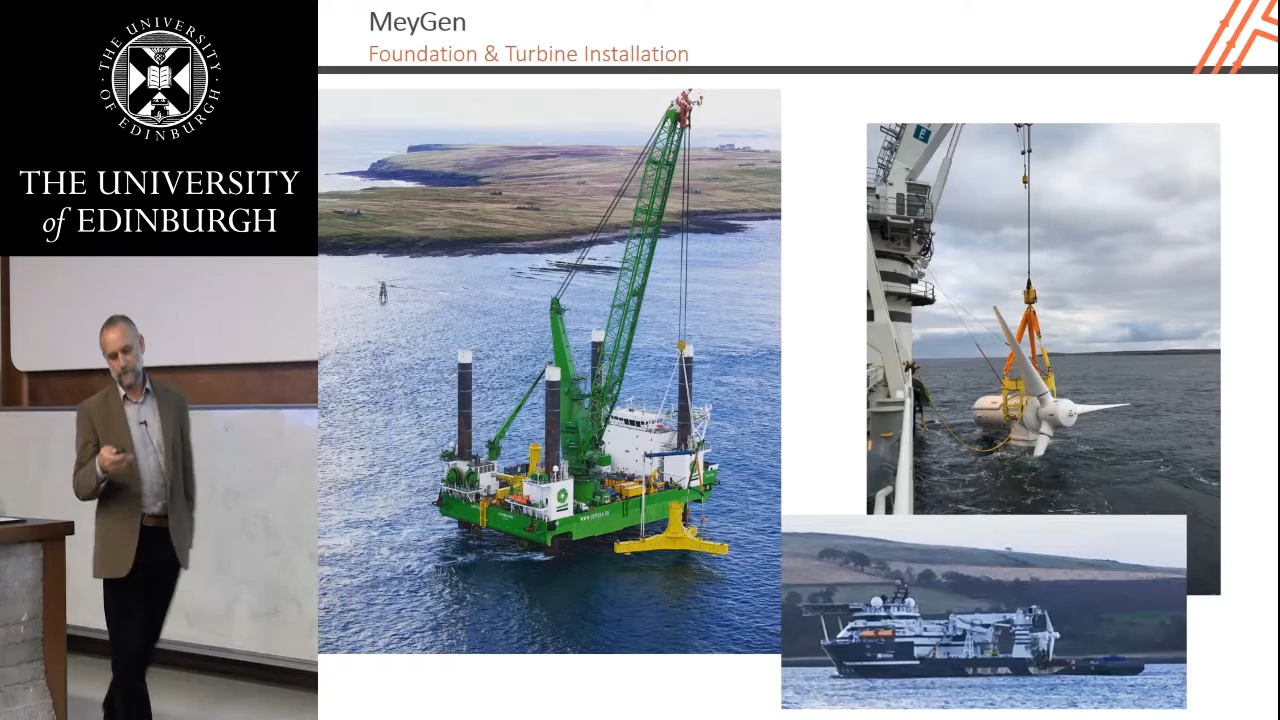 THE UNIVERSITY
OF EDINBURGH
THE UNIVERSITY
of EDINBURGH
MeyGen
Foundation & Turbine Installation
E